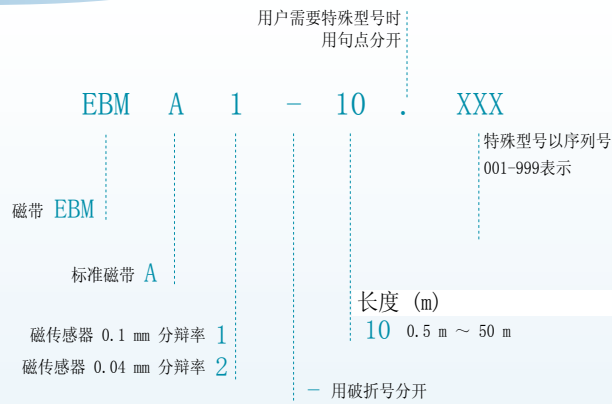 用户需要特殊型号时
用句点分开
EBM A 1 - 10 . XXX
特殊型号以序列号
001-999表示
磁带 EBM
标准磁带 A
长度 (m)
10 0.5 m ~ 50 m
磁传感器 0.1 mm 分辩率 1
磁传感器 0.04 mm 分辩率 2
- 用破折号分开